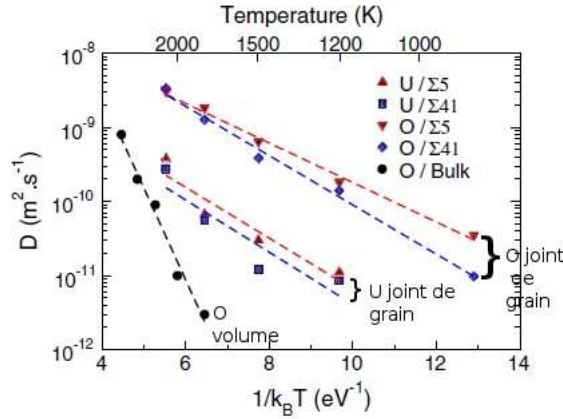 Temperature (K)
2000 1500 1200 1000
10⁻⁸
10⁻⁹
10⁻¹⁰
10⁻¹¹
10⁻¹²
D (m².s⁻¹)
U / Σ5
U / Σ41
O / Σ5
O / Σ41
O / Bulk
O joint
de
grain
U joint de
grain
O
volume
4 6 8 10 12 14
1/k_BT (eV⁻¹)